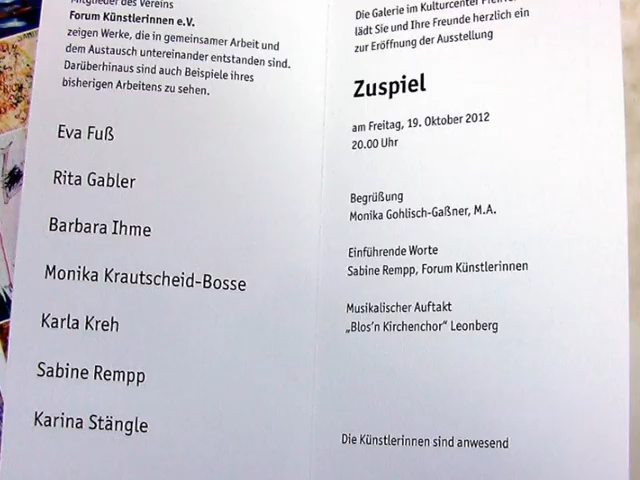 Mitglieder des Vereins
Forum Künstlerinnen e.V.
zeigen Werke, die in gemeinsamer Arbeit und
dem Austausch untereinander entstanden sind.
Darüberhinaus sind auch Beispiele ihres
bisherigen Arbeitens zu sehen.
Eva Fuß
Rita Gabler
Barbara Ihme
Monika Krautscheid-Bosse
Karla Kreh
Sabine Rempp
Karina Stängle
Die Galerie im Kulturcenter
lädt Sie und Ihre Freunde herzlich ein
zur Eröffnung der Ausstellung
Zuspiel
am Freitag, 19. Oktober 2012
20.00 Uhr
Begrüßung
Monika Gohlisch-Gaßner, M.A.
Einführende Worte
Sabine Rempp, Forum Künstlerinnen
Musikalischer Auftakt
„Blos’n Kirchenchor“ Leonberg
Die Künstlerinnen sind anwesend